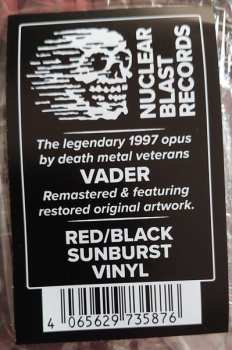 NUCLEAR
BLAST
RECORDS
The legendary 1997 opus
by death metal veterans
VADER
Remastered & featuring
restored original artwork.
RED/BLACK
SUNBURST
VINYL
4 065629 735876